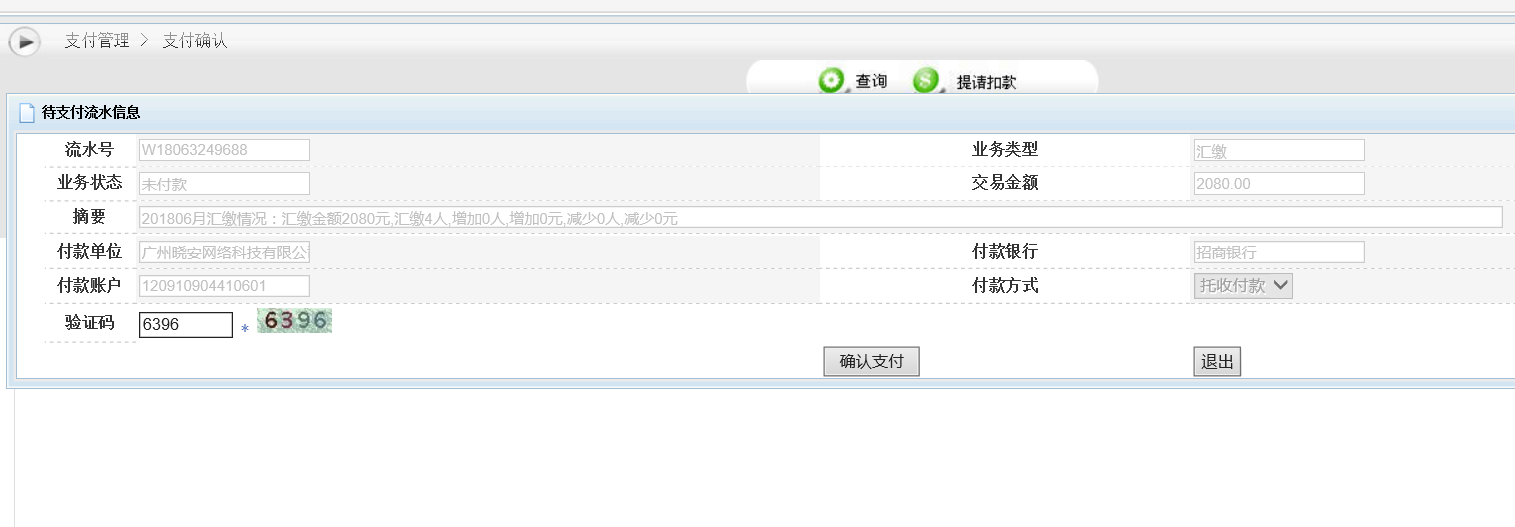 支付管理 > 支付确认
查询 提请扣款
待支付流水信息
流水号 W18063249688 业务类型 汇缴
业务状态 未付款 交易金额 2080.00
摘要 201806月汇缴情况：汇缴金额2080元,汇缴4人,增加0人,增加0元,减少0人,减少0元
付款单位 广州晓安网络科技有限公 付款银行 招商银行
付款账户 120910904410601 付款方式 托收付款
验证码 6396 * 6396
确认支付 退出